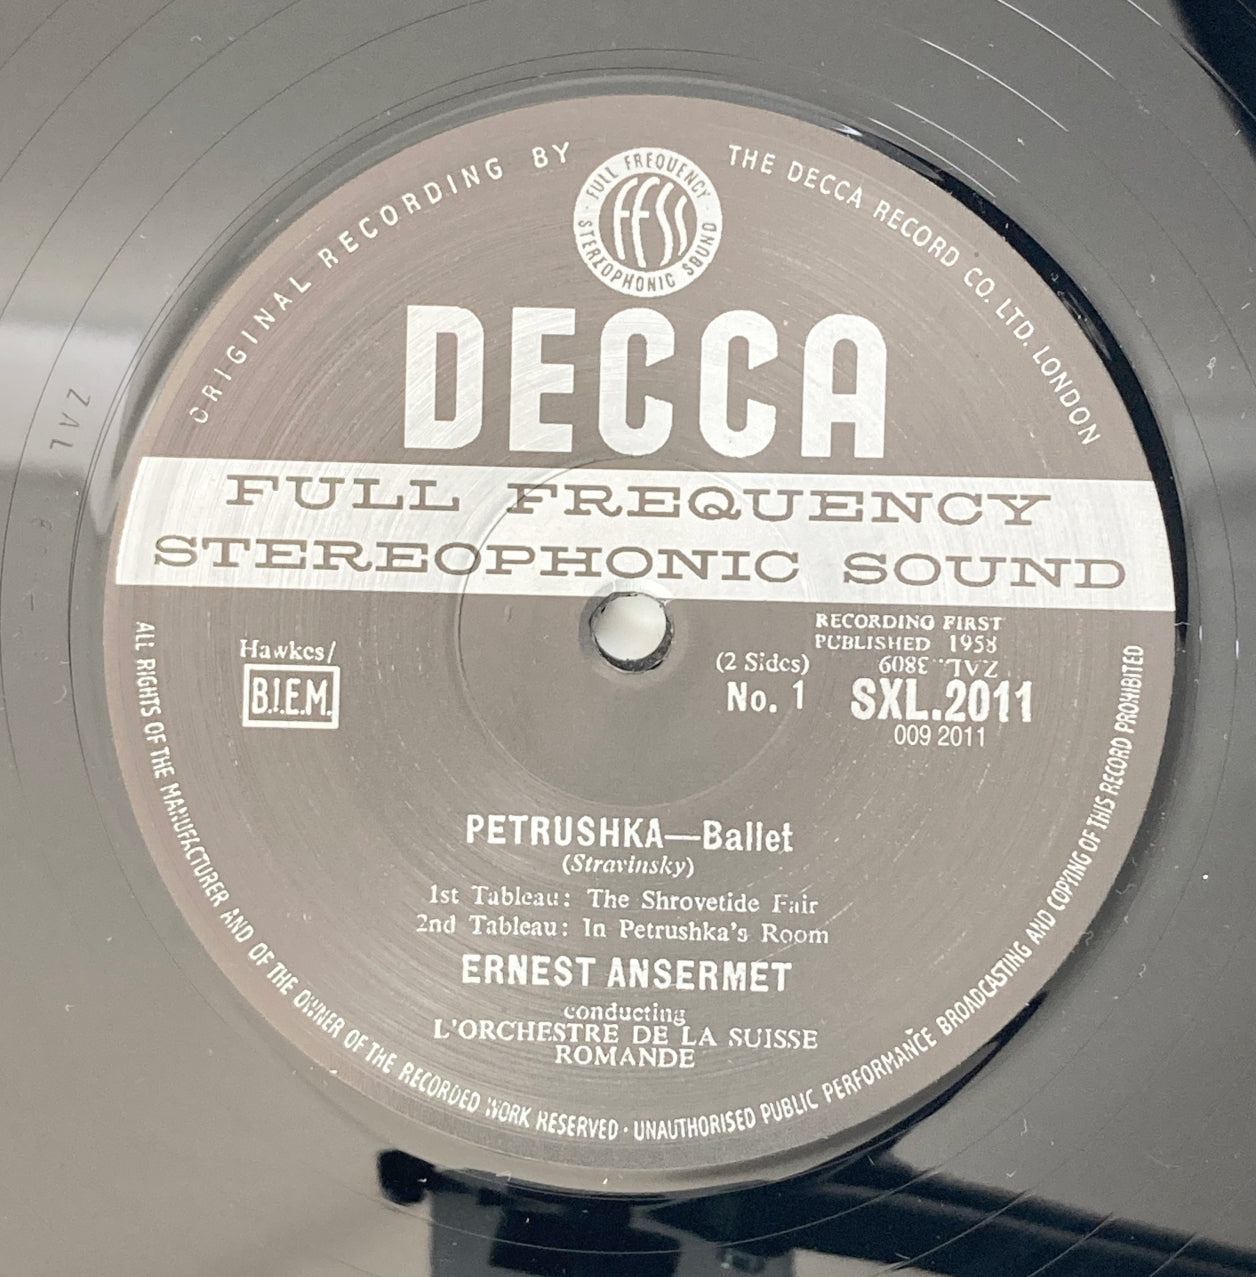 ORIGINAL RECORDING BY
THE DECCA RECORD CO. LTD. LONDON
FULL FREQUENCY
FFSS
STEREOPHONIC SOUND
DECCA
FULL FREQUENCY
STEREOPHONIC SOUND
RECORDING FIRST
PUBLISHED 1958
Hawkes/
B.I.E.M.
(2 Sides)
ZAL..3809
No. 1
SXL.2011
009 2011
PETRUSHKA—Ballet
(Stravinsky)
1st Tableau: The Shrovetide Fair
2nd Tableau: In Petrushka's Room
ERNEST ANSERMET
conducting
L'ORCHESTRE DE LA SUISSE
ROMANDE
ALL RIGHTS OF THE MANUFACTURER AND OF THE OWNER OF THE RECORDED WORK RESERVED · UNAUTHORISED PUBLIC PERFORMANCE BROADCASTING AND COPYING OF THIS RECORD PROHIBITED
ZAL